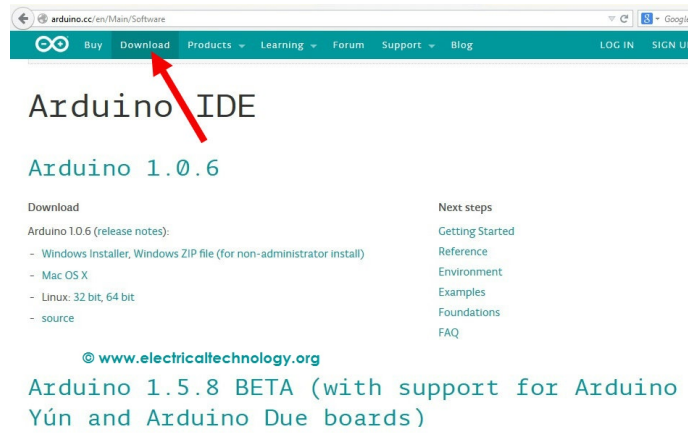 arduino.cc/en/Main/Software
Google
Buy Download Products Learning Forum Support Blog LOG IN SIGN U
Arduino IDE
Arduino 1.0.6
Download
Arduino 1.0.6 (release notes):
- Windows Installer, Windows ZIP file (for non-administrator install)
- Mac OS X
- Linux: 32 bit, 64 bit
- source
Next steps
Getting Started
Reference
Environment
Examples
Foundations
FAQ
© www.electricaltechnology.org
Arduino 1.5.8 BETA (with support for Arduino
Yún and Arduino Due boards)